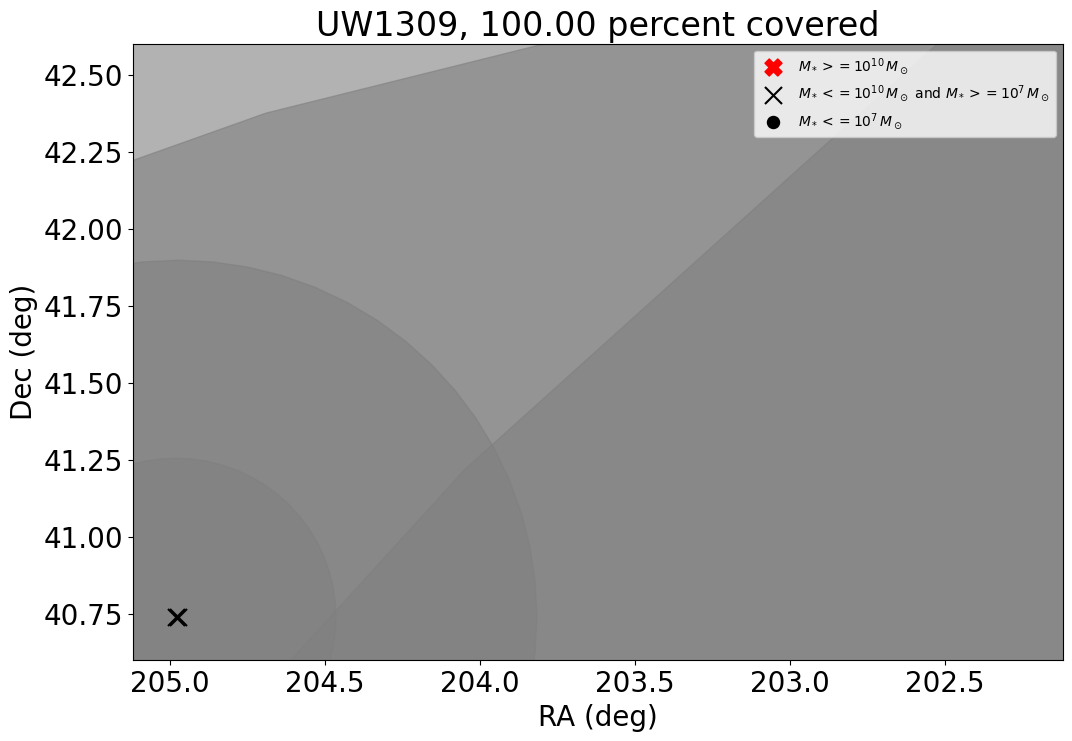 UW1309, 100.00 percent covered
M* >= 10^10 M⊙
M* <= 10^10 M⊙ and M* >= 10^7 M⊙
M* <= 10^7 M⊙
42.50
42.25
42.00
41.75
41.50
41.25
41.00
40.75
Dec (deg)
205.0 204.5 204.0 203.5 203.0 202.5
RA (deg)